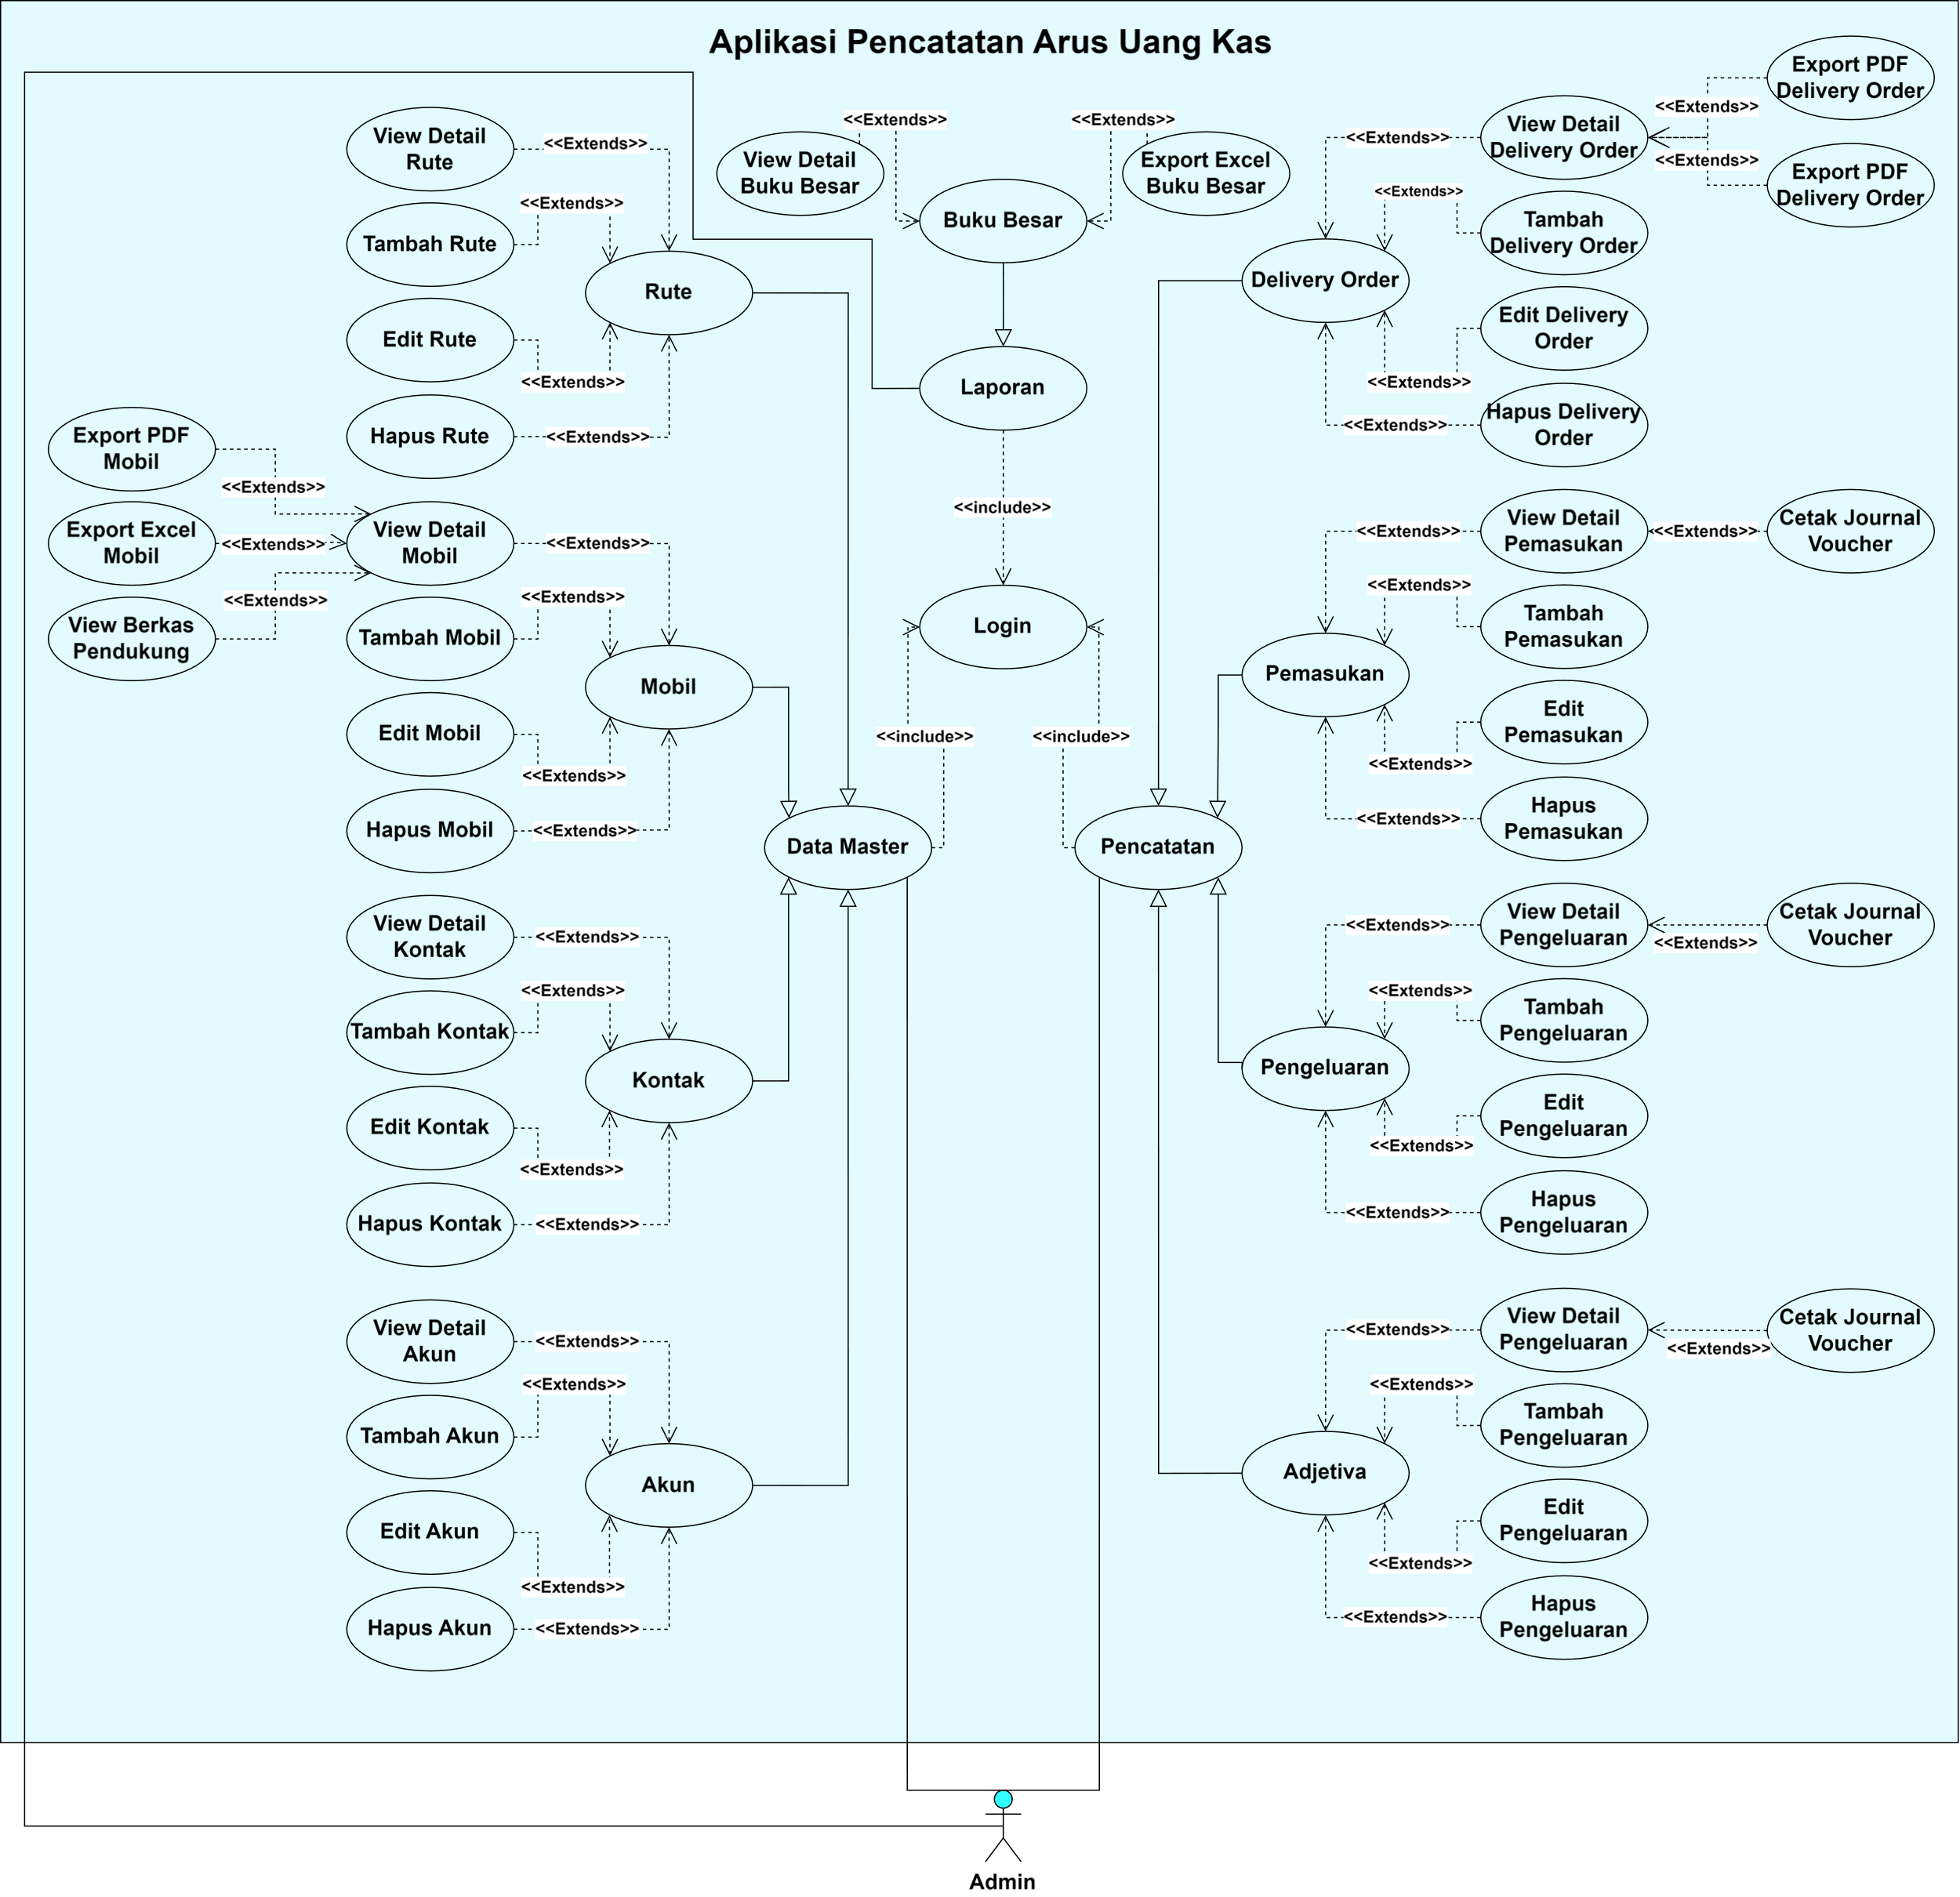 Aplikasi Pencatatan Arus Uang Kas
View Detail
Rute
<<Extends>>
Tambah Rute
<<Extends>>
Rute
Edit Rute
<<Extends>>
Hapus Rute
<<Extends>>
Export PDF
Mobil
<<Extends>>
Export Excel
Mobil
<<Extends>>
View Berkas
Pendukung
<<Extends>>
View Detail
Mobil
<<Extends>>
Tambah Mobil
<<Extends>>
Mobil
Edit Mobil
<<Extends>>
Hapus Mobil
<<Extends>>
View Detail
Kontak
<<Extends>>
Tambah Kontak
<<Extends>>
Kontak
Edit Kontak
<<Extends>>
Hapus Kontak
<<Extends>>
View Detail
Akun
<<Extends>>
Tambah Akun
<<Extends>>
Akun
Edit Akun
<<Extends>>
Hapus Akun
<<Extends>>
<<Extends>>
<<Extends>>
View Detail
Buku Besar
Export Excel
Buku Besar
Buku Besar
Laporan
<<include>>
Login
<<include>>
<<include>>
Data Master
Pencatatan
Export PDF
Delivery Order
<<Extends>>
View Detail
Delivery Order
<<Extends>>
<<Extends>>
Export PDF
Delivery Order
<<Extends>>
Tambah
Delivery Order
Delivery Order
Edit Delivery
Order
<<Extends>>
Hapus Delivery
Order
<<Extends>>
View Detail
Pemasukan
<<Extends>>
<<Extends>>
Cetak Journal
Voucher
<<Extends>>
Tambah
Pemasukan
Pemasukan
Edit
Pemasukan
<<Extends>>
Hapus
Pemasukan
<<Extends>>
View Detail
Pengeluaran
<<Extends>>
<<Extends>>
Cetak Journal
Voucher
<<Extends>>
Tambah
Pengeluaran
Pengeluaran
Edit
Pengeluaran
<<Extends>>
Hapus
Pengeluaran
<<Extends>>
View Detail
Pengeluaran
<<Extends>>
<<Extends>>
Cetak Journal
Voucher
<<Extends>>
Tambah
Pengeluaran
Adjetiva
Edit
Pengeluaran
<<Extends>>
Hapus
Pengeluaran
<<Extends>>
Admin